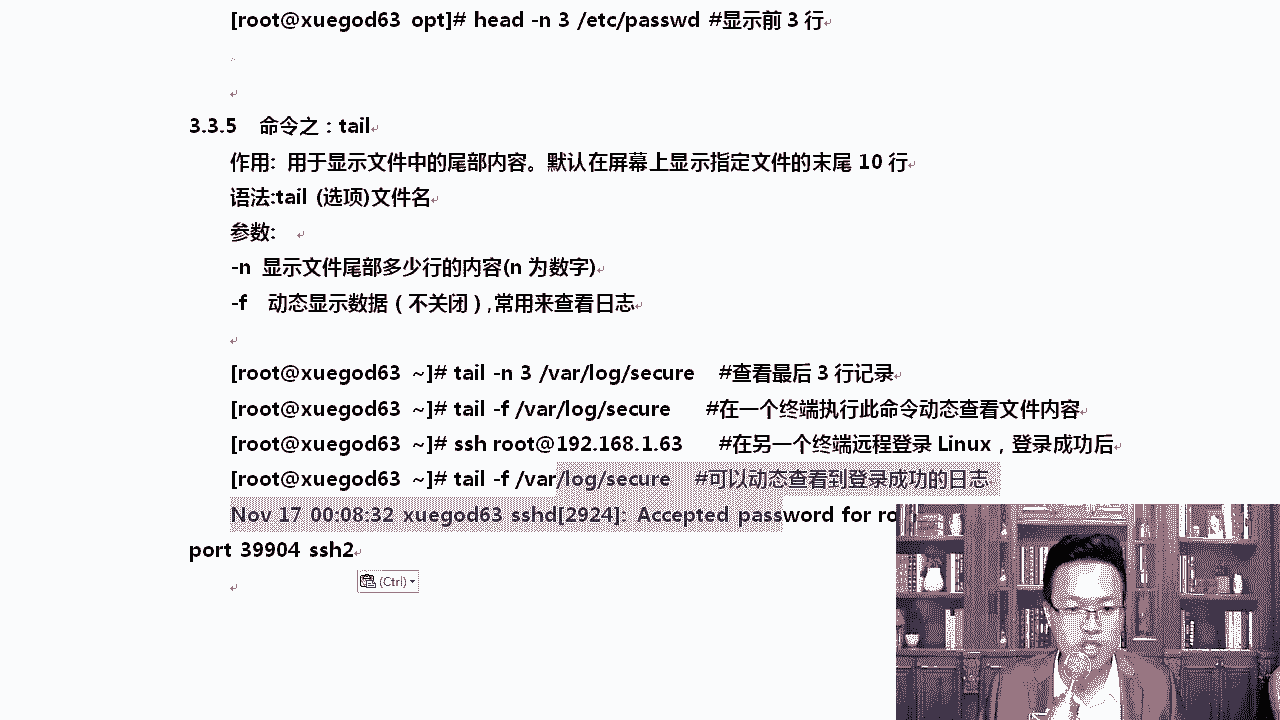 [root@xuegod63 opt]# head -n 3 /etc/passwd #显示前 3 行
3.3.5 命令之：tail
作用: 用于显示文件中的尾部内容。默认在屏幕上显示指定文件的末尾 10 行
语法:tail (选项)文件名
参数:
-n 显示文件尾部多少行的内容(n 为数字)
-f 动态显示数据（不关闭）,常用来查看日志
[root@xuegod63 ~]# tail -n 3 /var/log/secure #查看最后 3 行记录
[root@xuegod63 ~]# tail -f /var/log/secure #在一个终端执行此命令动态查看文件内容
[root@xuegod63 ~]# ssh root@192.168.1.63 #在另一个终端远程登录 Linux，登录成功后
[root@xuegod63 ~]# tail -f /var/log/secure #可以动态查看到登录成功的日志
Nov 17 00:08:32 xuegod63 sshd[2924]: Accepted password for ro
port 39904 ssh2
(Ctrl)